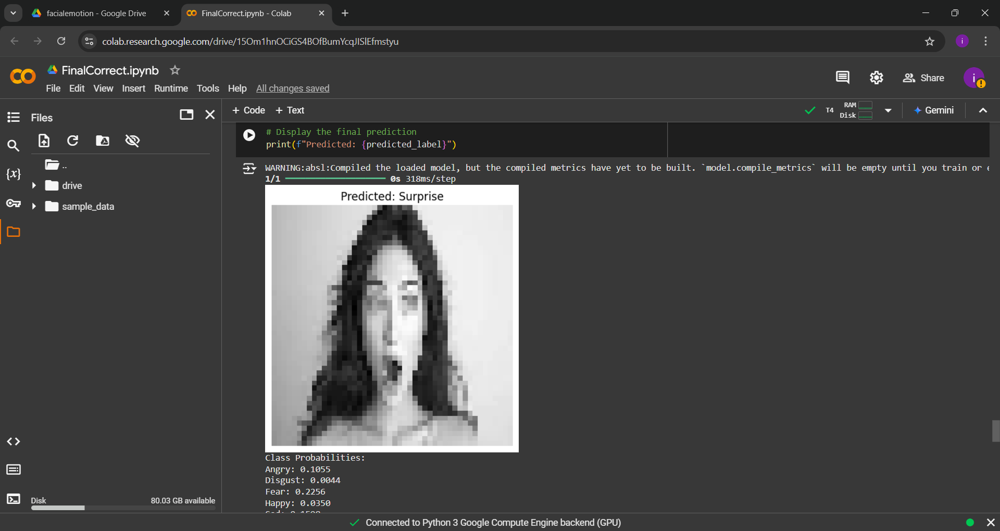 facialemotion - Google Drive
FinalCorrect.ipynb - Colab
colab.research.google.com/drive/15Om1hnOCiGS4BOfBumYcqJISlEfmstyu
i
FinalCorrect.ipynb
File Edit View Insert Runtime Tools Help All changes saved
Share
i
Files
+ Code + Text
T4 RAM
Disk
Gemini
# Display the final prediction
print(f"Predicted: {predicted_label}")
..
drive
sample_data
{x}
WARNING:absl:Compiled the loaded model, but the compiled metrics have yet to be built. `model.compile_metrics` will be empty until you train or e
1/1 0s 318ms/step
Predicted: Surprise
Class Probabilities:
Angry: 0.1055
Disgust: 0.0044
Fear: 0.2256
Happy: 0.0350
Disk 80.03 GB available
Connected to Python 3 Google Compute Engine backend (GPU)